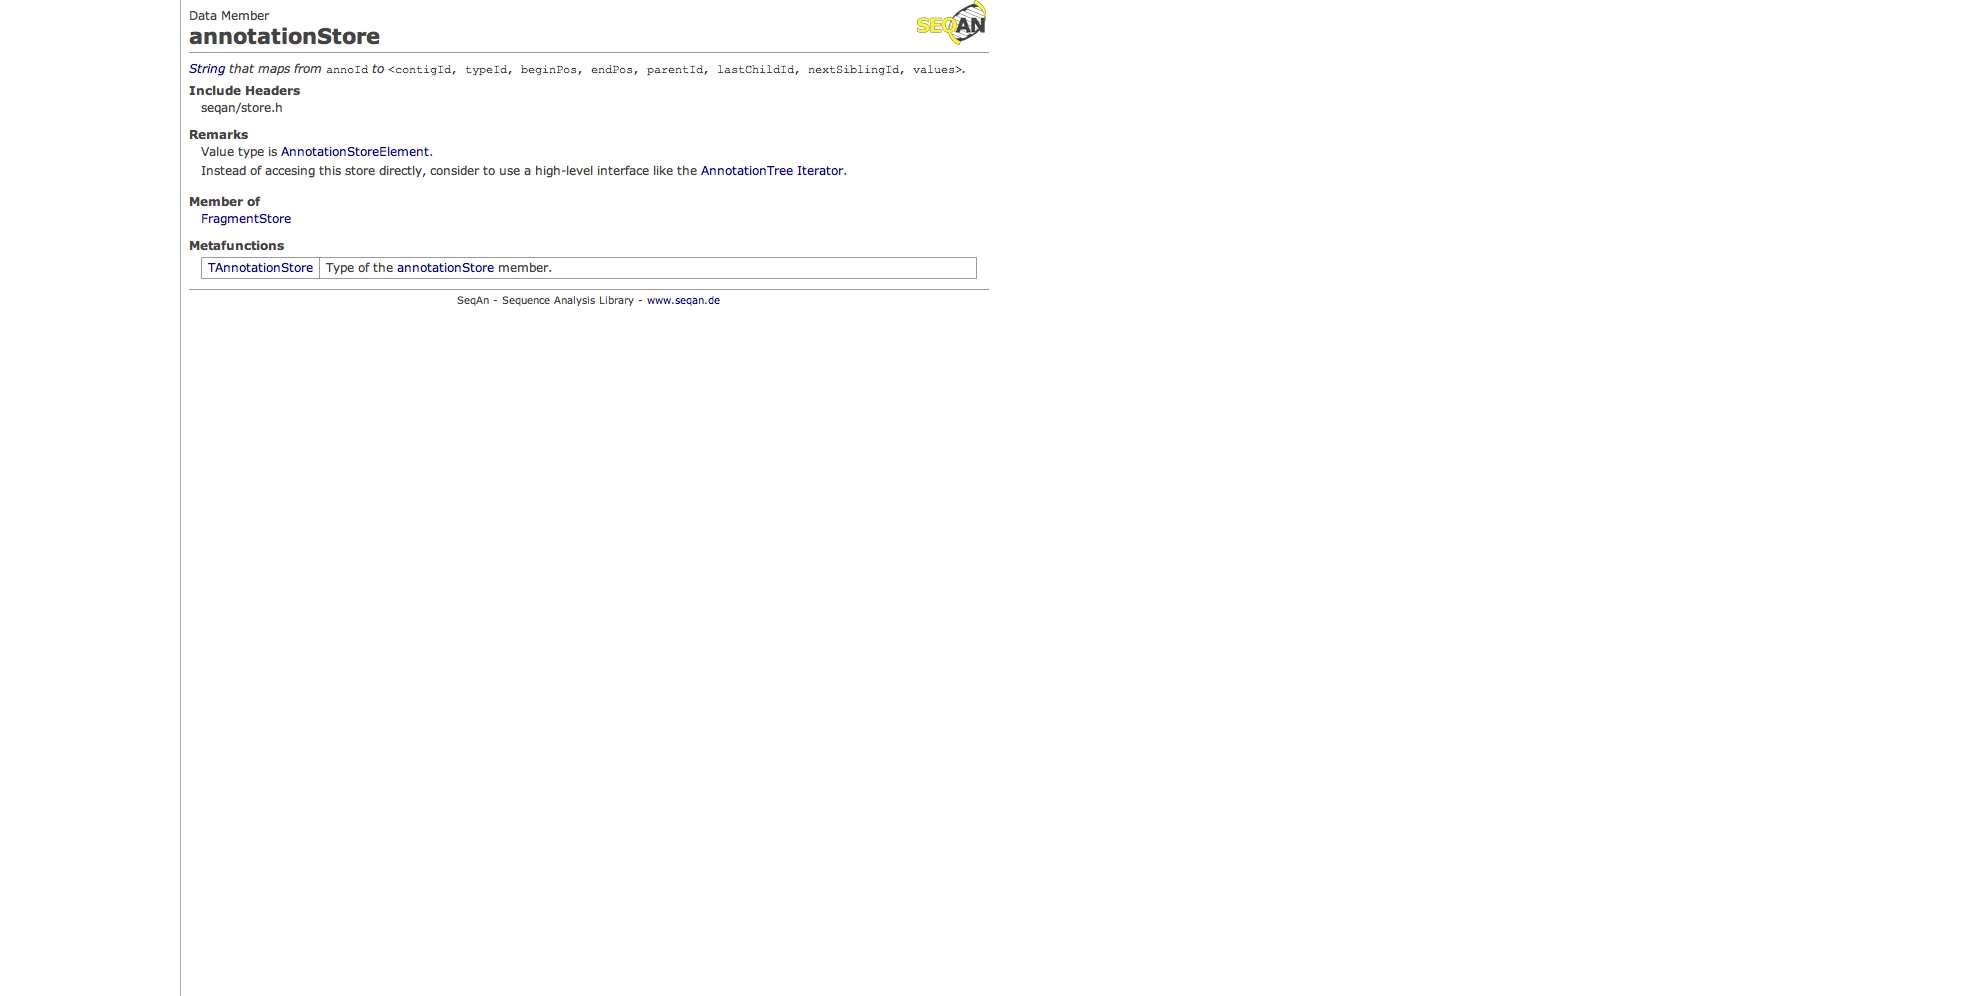 Data Member
SEQAN
annotationStore
String that maps from annoId to <contigId, typeId, beginPos, endPos, parentId, lastChildId, nextSiblingId, values>.
Include Headers
seqan/store.h
Remarks
Value type is AnnotationStoreElement.
Instead of accesing this store directly, consider to use a high-level interface like the AnnotationTree Iterator.
Member of
FragmentStore
Metafunctions
TAnnotationStore Type of the annotationStore member.
SeqAn - Sequence Analysis Library - www.seqan.de